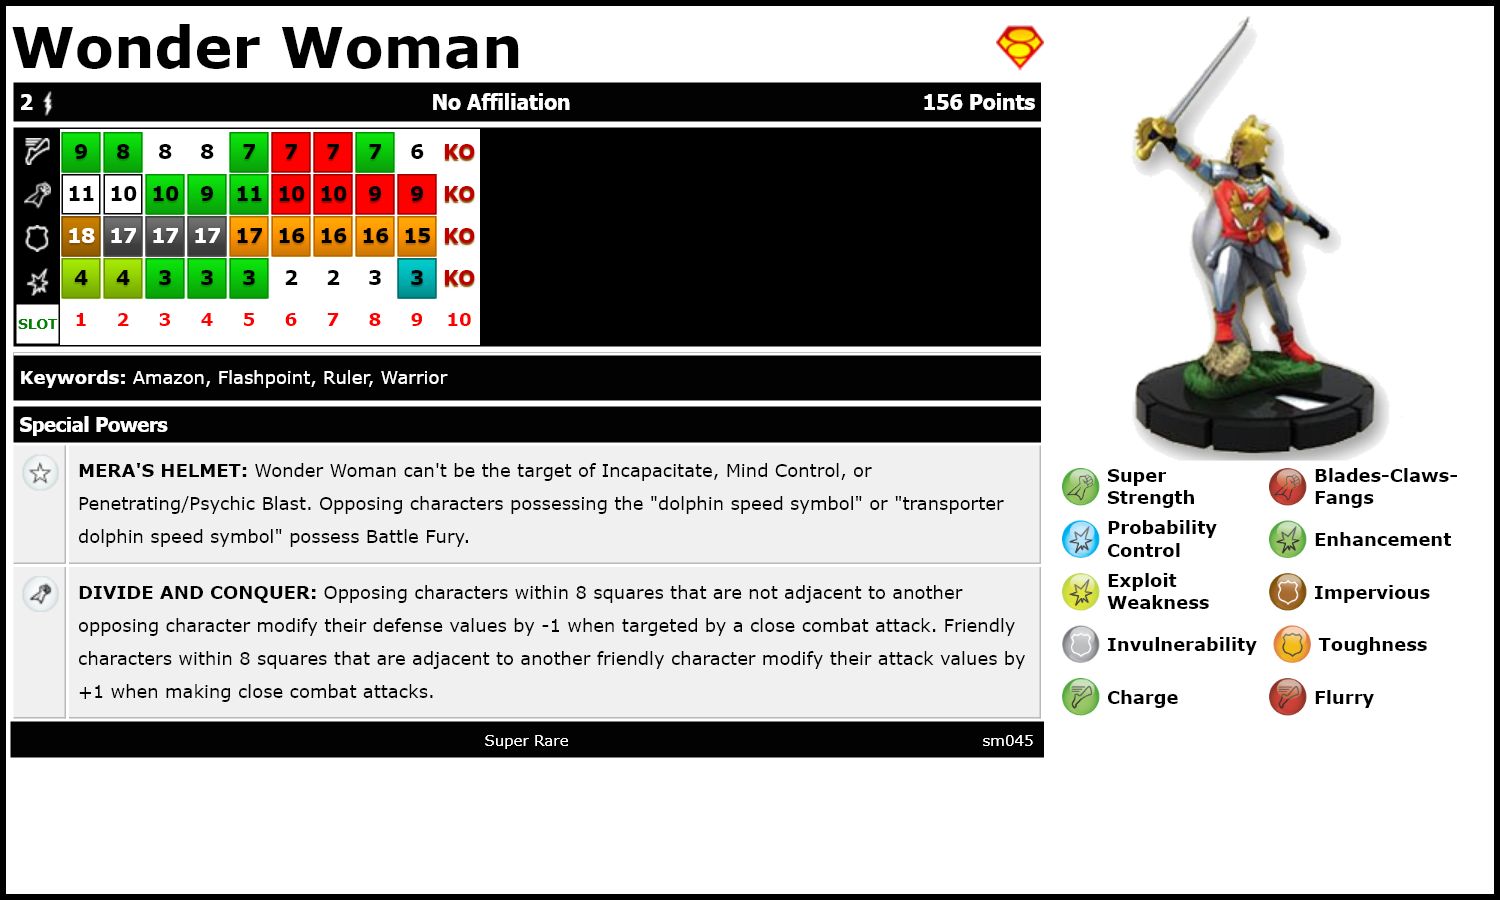 Wonder Woman
2 No Affiliation 156 Points
9 8 8 8 7 7 7 7 6 KO
11 10 10 9 11 10 10 9 9 KO
18 17 17 17 17 16 16 16 15 KO
4 4 3 3 3 2 2 3 3 KO
SLOT 1 2 3 4 5 6 7 8 9 10
Keywords: Amazon, Flashpoint, Ruler, Warrior
Special Powers
MERA'S HELMET: Wonder Woman can't be the target of Incapacitate, Mind Control, or
Penetrating/Psychic Blast. Opposing characters possessing the "dolphin speed symbol" or "transporter
dolphin speed symbol" possess Battle Fury.
DIVIDE AND CONQUER: Opposing characters within 8 squares that are not adjacent to another
opposing character modify their defense values by -1 when targeted by a close combat attack. Friendly
characters within 8 squares that are adjacent to another friendly character modify their attack values by
+1 when making close combat attacks.
Super Rare sm045
Super
Strength
Blades-Claws-
Fangs
Probability
Control
Enhancement
Exploit
Weakness
Impervious
Invulnerability
Toughness
Charge
Flurry